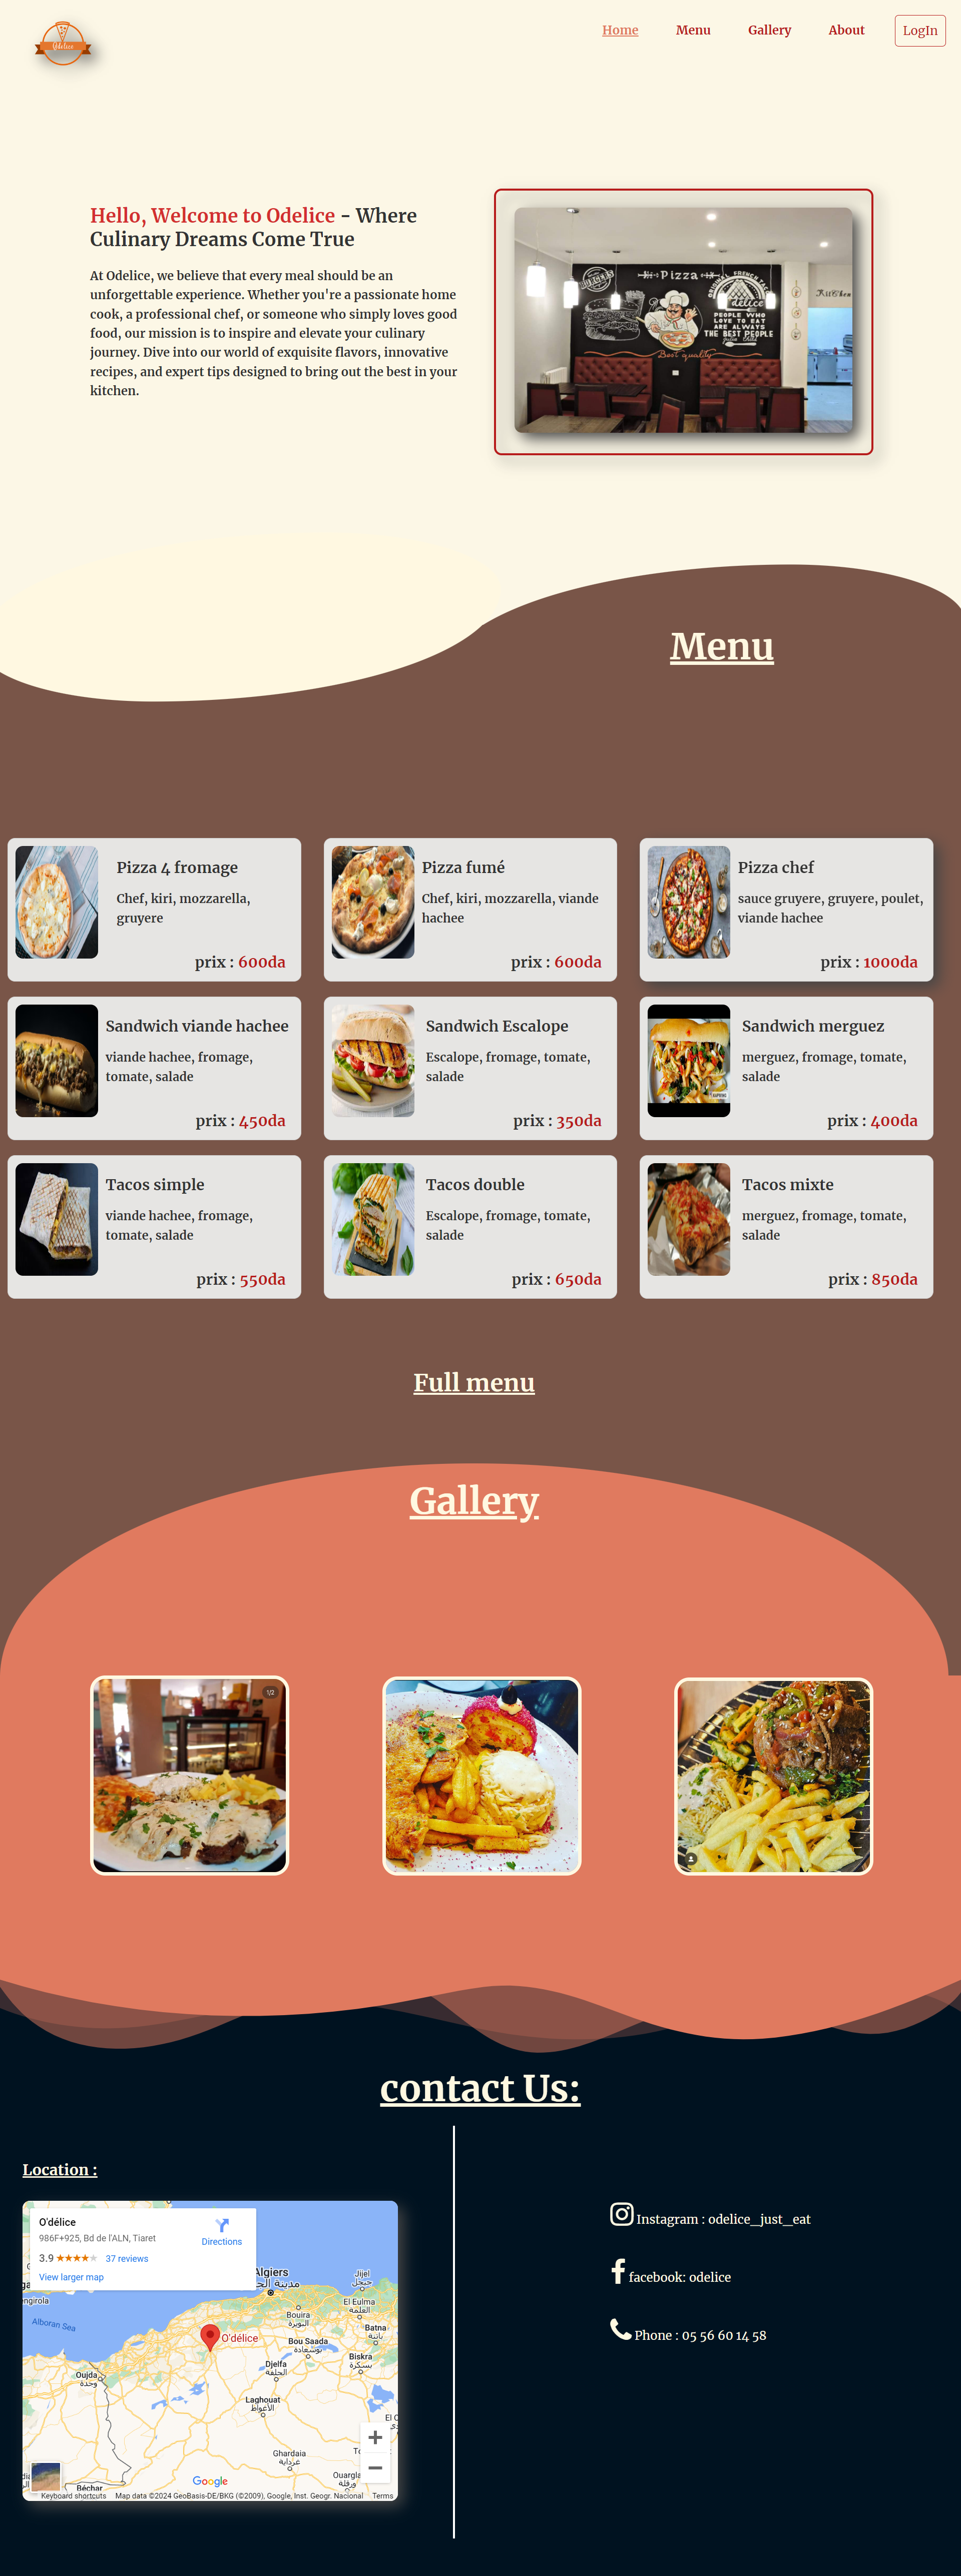 Home Menu Gallery About LogIn
Hello, Welcome to Odelice - Where
Culinary Dreams Come True
At Odelice, we believe that every meal should be an
unforgettable experience. Whether you're a passionate home
cook, a professional chef, or someone who simply loves good
food, our mission is to inspire and elevate your culinary
journey. Dive into our world of exquisite flavors, innovative
recipes, and expert tips designed to bring out the best in your
kitchen.
Pizza
délice
PEOPLE WHO
LOVE TO EAT
ARE ALWAYS
THE BEST PEOPLE
Best quality
Menu
Pizza 4 fromage
Chef, kiri, mozzarella,
gruyere
prix : 600da
Pizza fumé
Chef, kiri, mozzarella, viande
hachee
prix : 600da
Pizza chef
sauce gruyere, gruyere, poulet,
viande hachee
prix : 1000da
Sandwich viande hachee
viande hachee, fromage,
tomate, salade
prix : 450da
Sandwich Escalope
Escalope, fromage, tomate,
salade
prix : 350da
Sandwich merguez
merguez, fromage, tomate,
salade
prix : 400da
Tacos simple
viande hachee, fromage,
tomate, salade
prix : 550da
Tacos double
Escalope, fromage, tomate,
salade
prix : 650da
Tacos mixte
merguez, fromage, tomate,
salade
prix : 850da
Full menu
Gallery
1/2
contact Us:
Location :
O'délice
986F+925, Bd de l'ALN, Tiaret
Directions
3.9
37 reviews
View larger map
Algiers
Jijel
جيجل
El Eulma
العلمة
Alboran Sea
Bouira
البويرة
Batna
باتنة
O'délice
Bou Saada
بوسعادة
Biskra
بسكرة
Oujda
وجدة
Djelfa
الجلفة
Laghouat
الأغواط
Ghardaia
غرداية
Ouargla
ورقلة
Béchar
Google
Keyboard shortcuts Map data ©2024 GeoBasis-DE/BKG (©2009), Google, Inst. Geogr. Nacional Terms
Instagram : odelice_just_eat
facebook: odelice
Phone : 05 56 60 14 58